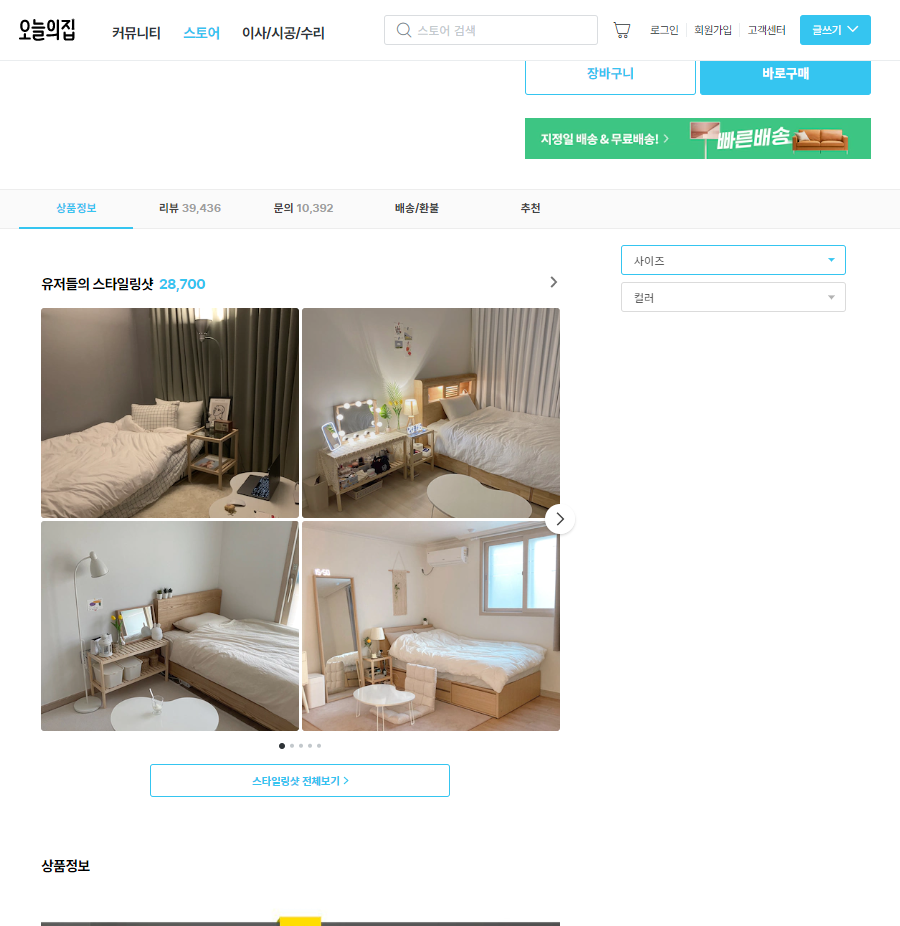 오늘의집 커뮤니티 스토어 이사/시공/수리 스토어 검색 로그인 회원가입 고객센터 글쓰기
장바구니 바로구매
지정일 배송 & 무료배송! 빠른배송
상품정보 리뷰 39,436 문의 10,392 배송/환불 추천
사이즈
컬러
유저들의 스타일링샷 28,700
스타일링샷 전체보기
상품정보